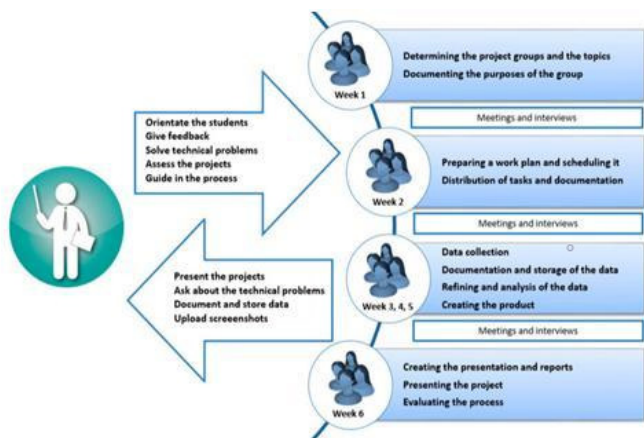 Determining the project groups and the topics
Documenting the purposes of the group
Week 1
Meetings and interviews
Orientate the students
Give feedback
Solve technical problems
Assess the projects
Guide in the process
Preparing a work plan and scheduling it
Distribution of tasks and documentation
Week 2
Meetings and interviews
Present the projects
Ask about the technical problems
Document and store data
Upload screeenshots
Data collection
Documentation and storage of the data
Refining and analysis of the data
Creating the product
Week 3, 4, 5
Meetings and interviews
Creating the presentation and reports
Presenting the project
Evaluating the process
Week 6